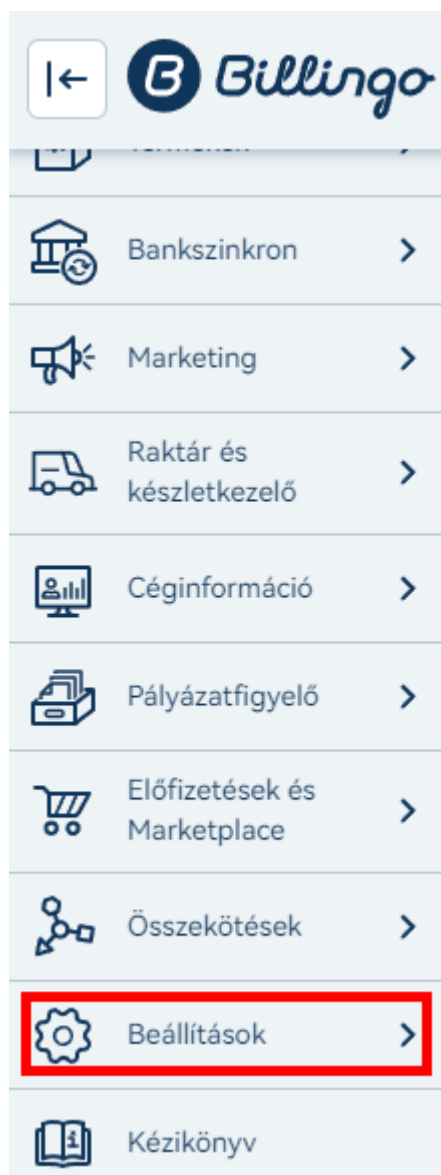 Billingo
Bankszinkron
Marketing
Raktár és
készletkezelő
Céginformáció
Pályázatfigyelő
Előfizetések és
Marketplace
Összekötések
Beállítások
Kézikönyv